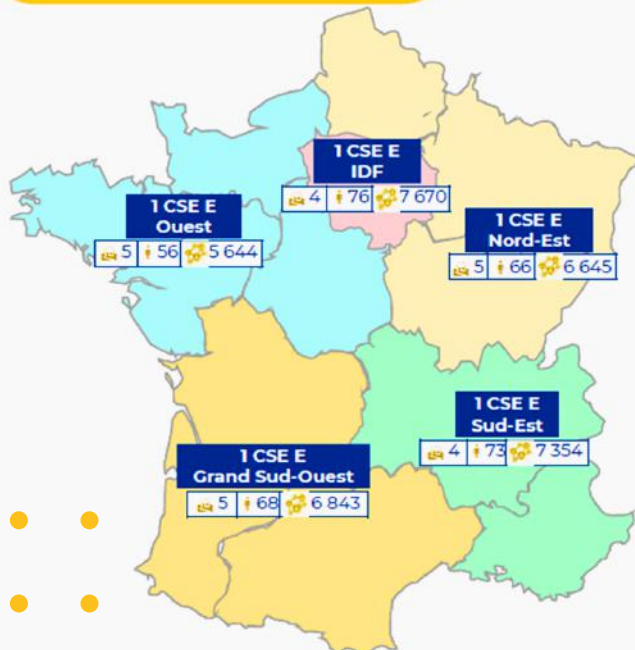 1 CSE E
IDF
4 76 7 670
1 CSE E
Ouest
5 56 5 644
1 CSE E
Nord-Est
5 66 6 645
1 CSE E
Sud-Est
4 73 7 354
1 CSE E
Grand Sud-Ouest
5 68 6 843